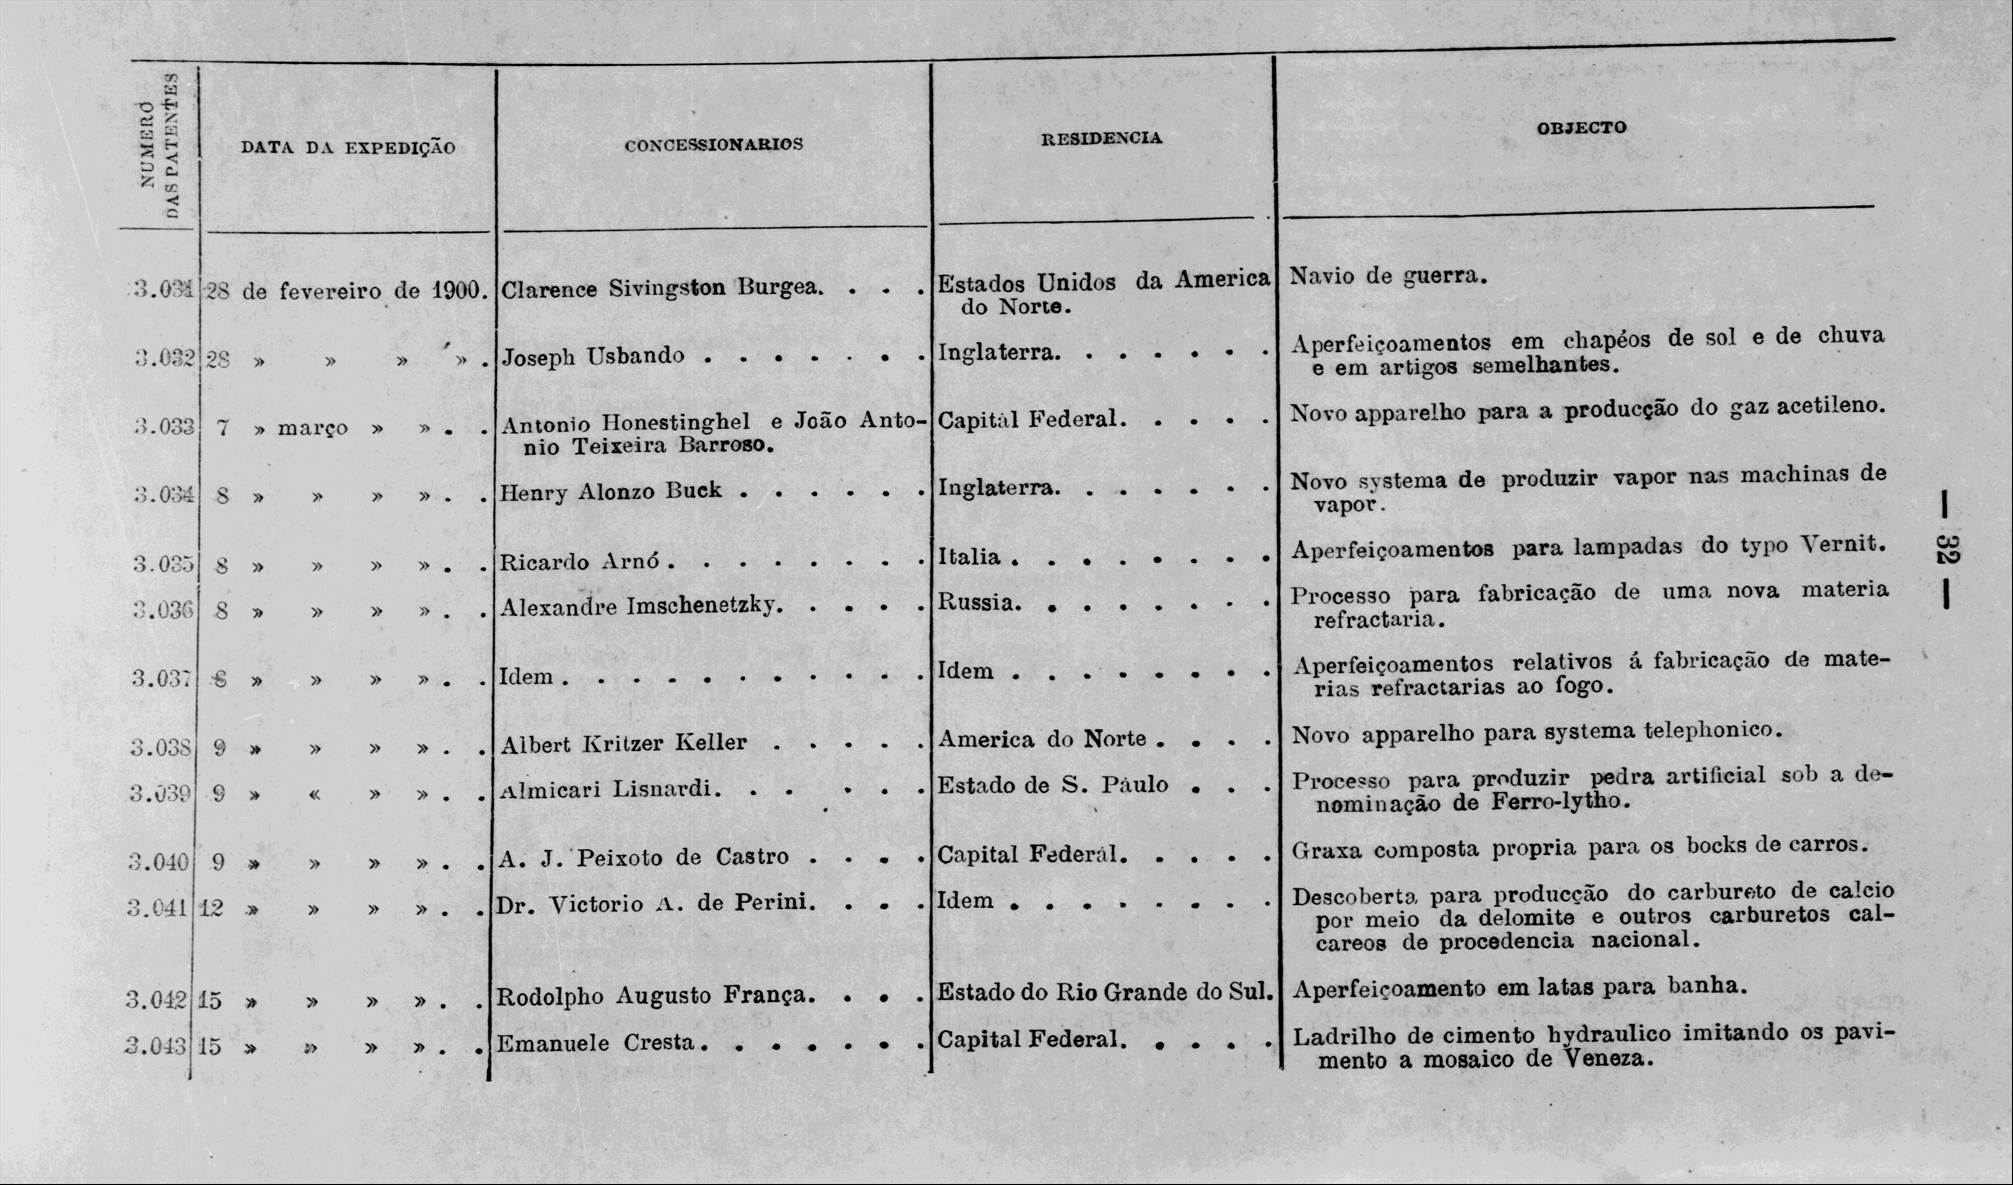 NUMERO
DAS PATENTES
DATA DA EXPEDIÇÃO
CONCESSIONARIOS
RESIDENCIA
OBJECTO
3.031 28 de fevereiro de 1900. Clarence Sivingston Burgea. . . . Estados Unidos da America Navio de guerra.
do Norte.
3.032 28 » » » » . Joseph Usbando . . . . . . . Inglaterra. . . . . . . Aperfeiçoamentos em chapéos de sol e de chuva
e em artigos semelhantes.
3.033 7 » março » » . . Antonio Honestinghel e João Anto- Capital Federal. . . . . Novo apparelho para a producção do gaz acetileno.
nio Teixeira Barroso.
3.034 8 » » » » . . Henry Alonzo Buck . . . . . . Inglaterra. . . . . . . Novo systema de produzir vapor nas machinas de
vapor.
3.035 8 » » » » . . Ricardo Arnó . . . . . . . . Italia . . . . . . . . Aperfeiçoamentos para lampadas do typo Vernit.
3.036 8 » » » » . . Alexandre Imschenetzky. . . . . Russia. . . . . . . . Processo para fabricação de uma nova materia
refractaria.
3.037 8 » » » » . . Idem . . . . . . . . . . . Idem . . . . . . . . Aperfeiçoamentos relativos á fabricação de mate-
rias refractarias ao fogo.
3.038 9 » » » » . . Albert Kritzer Keller . . . . . America do Norte . . . . Novo apparelho para systema telephonico.
3.039 9 » « » » . . Almicari Lisnardi. . . . . . Estado de S. Paulo . . . Processo para produzir pedra artificial sob a de-
nominação de Ferro-lytho.
3.040 9 » » » » . . A. J. Peixoto de Castro . . . . Capital Federal. . . . . Graxa composta propria para os bocks de carros.
3.041 12 » » » » . . Dr. Victorio A. de Perini. . . . Idem . . . . . . . . Descoberta para producção do carbureto de calcio
por meio da delomite e outros carburetos cal-
careos de procedencia nacional.
3.042 15 » » » » . . Rodolpho Augusto França. . . . Estado do Rio Grande do Sul. Aperfeiçoamento em latas para banha.
3.043 15 » » » » . . Emanuele Cresta. . . . . . . Capital Federal. . . . . Ladrilho de cimento hydraulico imitando os pavi-
mento a mosaico de Veneza.
— 32 —